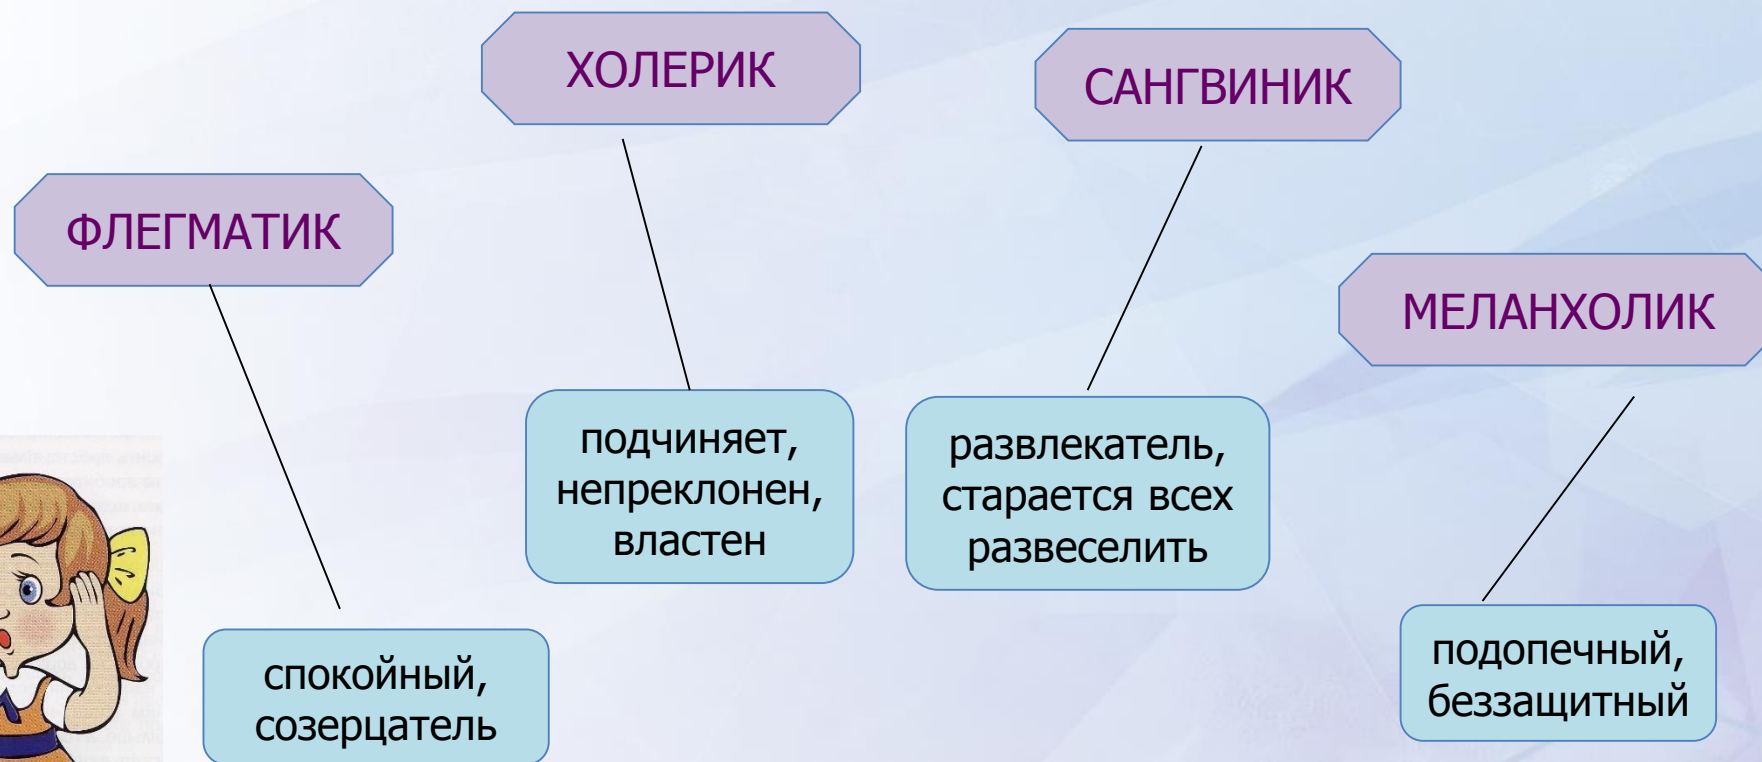 ХОЛЕРИК
САНГВИНИК
ФЛЕГМАТИК
МЕЛАНХОЛИК
подчиняет,
непреклонен,
властен
развлекатель,
старается всех
развеселить
спокойный,
созерцатель
подопечный,
беззащитный